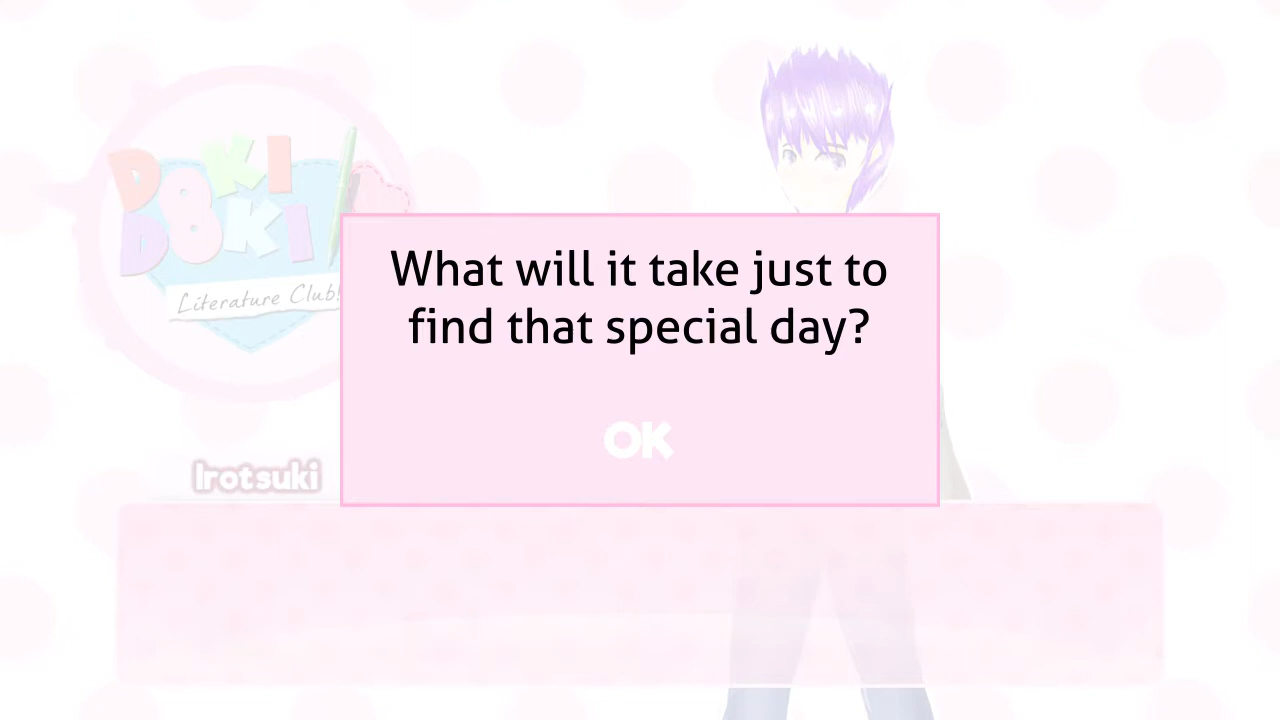 DOKI
DOKI
Literature Club!
What will it take just to
find that special day?
OK
Irotsuki